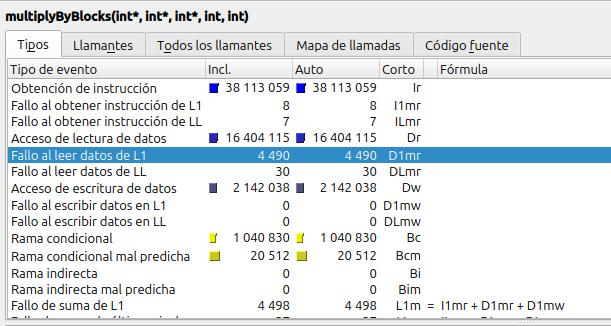 multiplyByBlocks(int*, int*, int*, int, int)
Tipos Llamantes Todos los llamantes Mapa de llamadas Código fuente
Tipo de evento Incl. Auto Corto Fórmula
Obtención de instrucción 38 113 059 38 113 059 Ir
Fallo al obtener instrucción de L1 8 8 I1mr
Fallo al obtener instrucción de LL 7 7 ILmr
Acceso de lectura de datos 16 404 115 16 404 115 Dr
Fallo al leer datos de L1 4 490 4 490 D1mr
Fallo al leer datos de LL 30 30 DLmr
Acceso de escritura de datos 2 142 038 2 142 038 Dw
Fallo al escribir datos en L1 0 0 D1mw
Fallo al escribir datos en LL 0 0 DLmw
Rama condicional 1 040 830 1 040 830 Bc
Rama condicional mal predicha 20 512 20 512 Bcm
Rama indirecta 0 0 Bi
Rama indirecta mal predicha 0 0 Bim
Fallo de suma de L1 4 498 4 498 L1m = I1mr + D1mr + D1mw